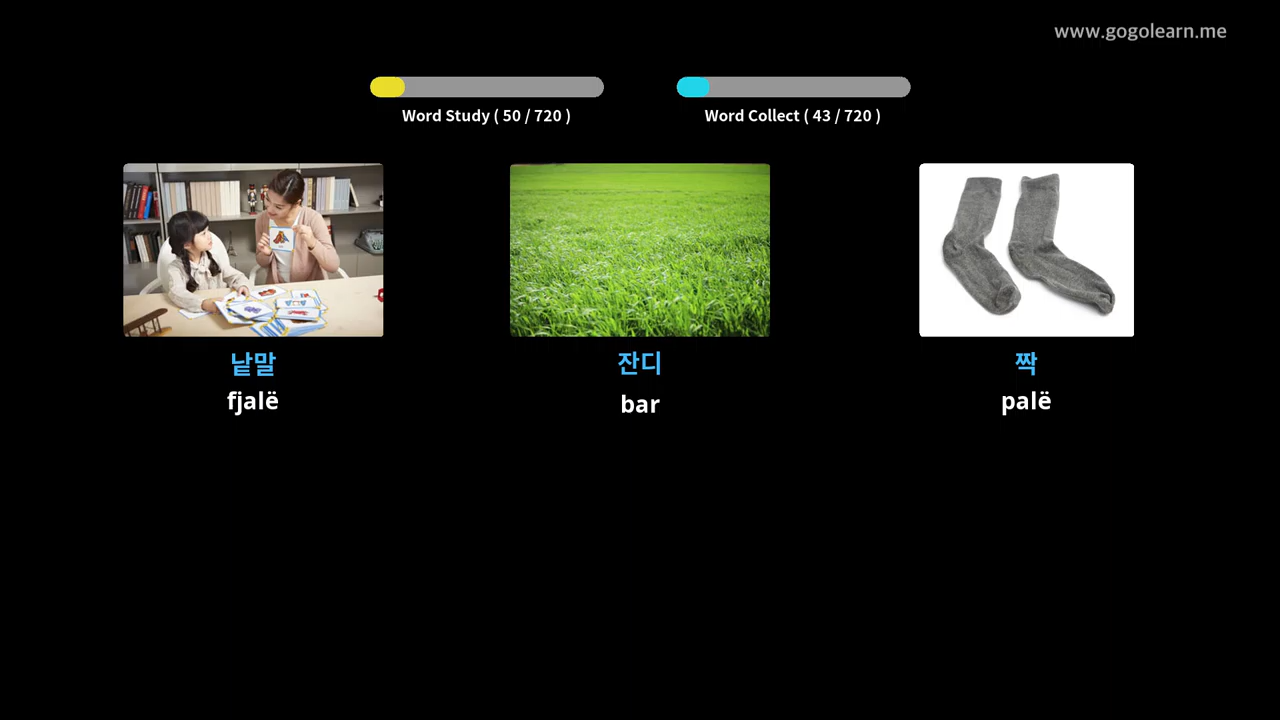 www.gogolearn.me
Word Study ( 50 / 720 )
Word Collect ( 43 / 720 )
낱말
fjalë
잔디
bar
짝
palë